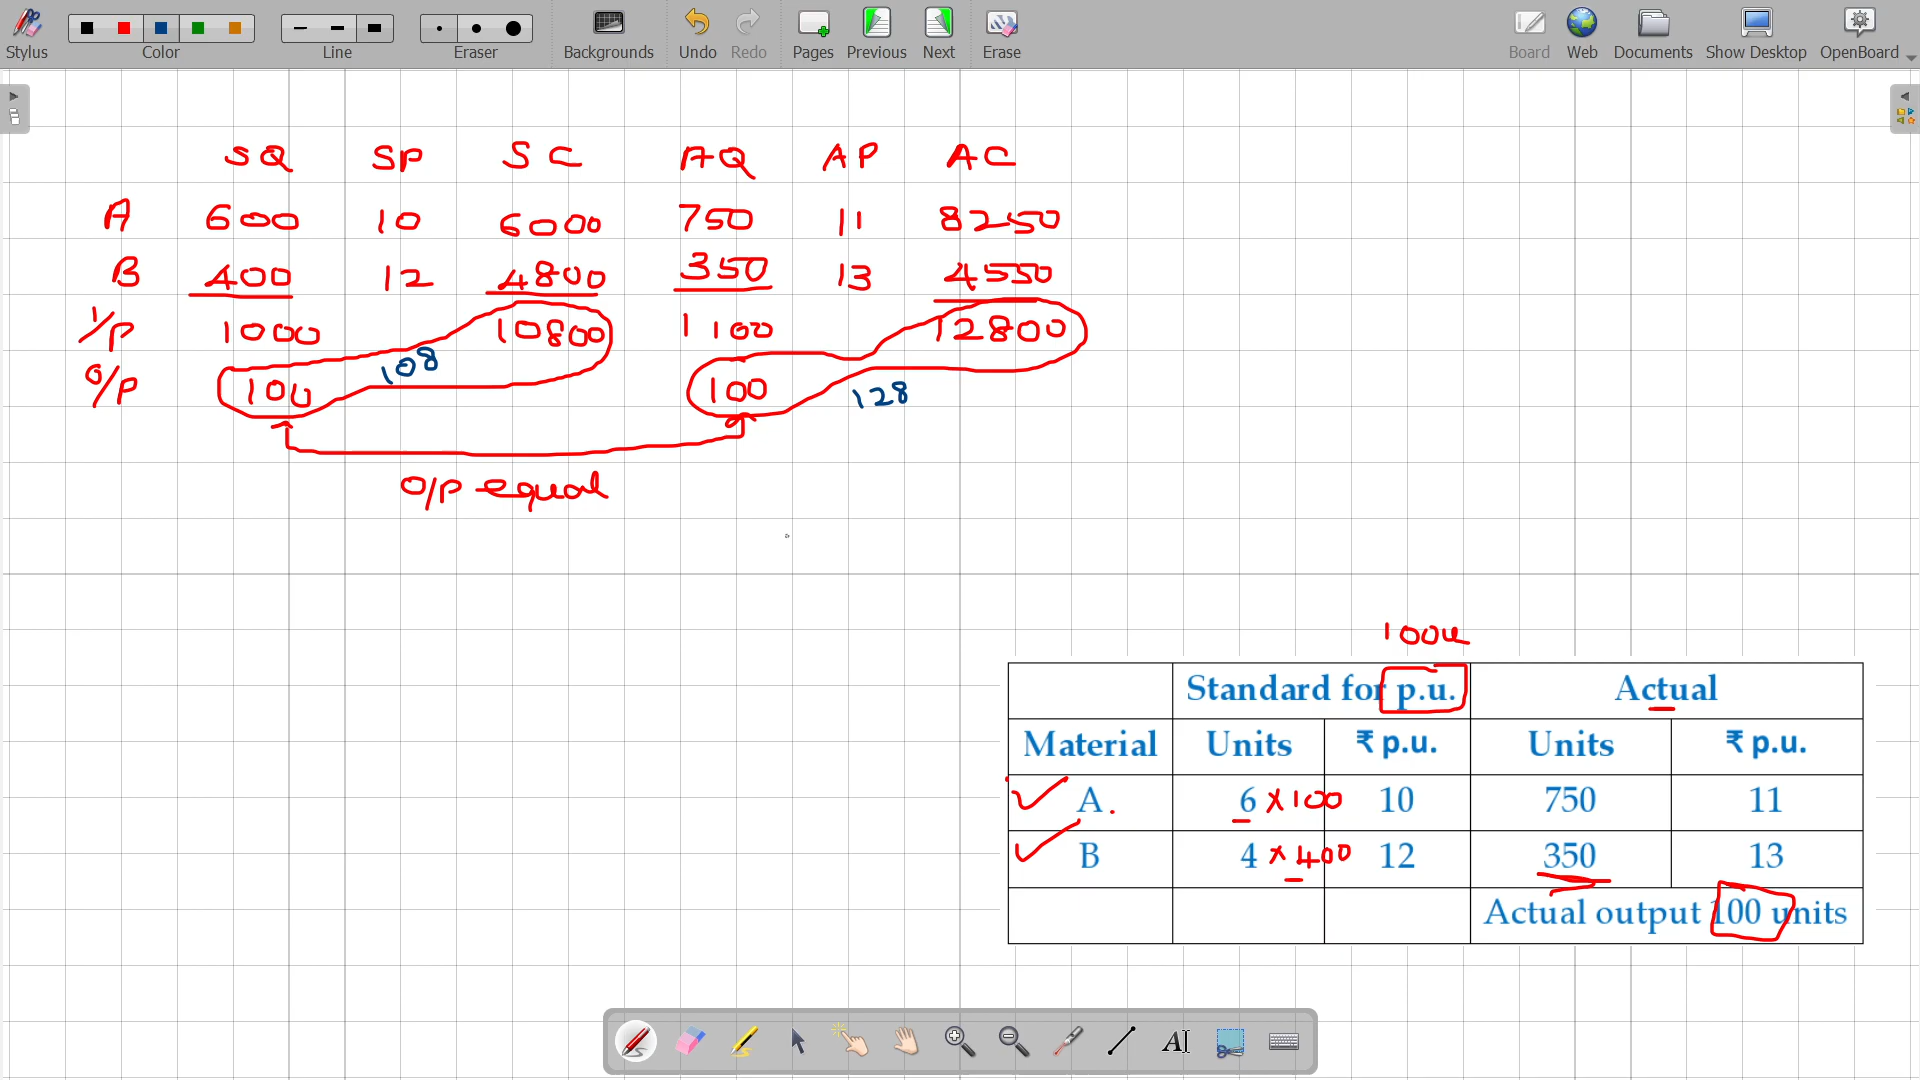 Stylus Color Line Eraser Backgrounds Undo Redo Pages Previous Next Erase Board Web Documents Show Desktop OpenBoard
SQ SP SC AQ AP AC
A 600 10 6000 750 11 8250
B 400 12 4800 350 13 4550
I/P 1000 10800 1100 12800
O/P 100 108 100 128
O/P equal
100u
Standard for p.u. Actual
Material Units ₹ p.u. Units ₹ p.u.
A. 6 ×100 10 750 11
B 4 ×400 12 350 13
Actual output 100 units
AI